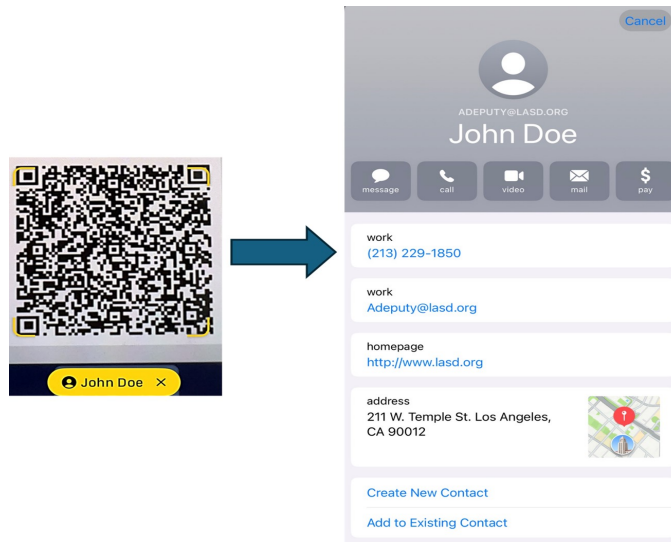 John Doe ×
Cancel
ADEPUTY@LASD.ORG
John Doe
message
call
video
mail
$
pay
work
(213) 229-1850
work
Adeputy@lasd.org
homepage
http://www.lasd.org
address
211 W. Temple St. Los Angeles,
CA 90012
Create New Contact
Add to Existing Contact